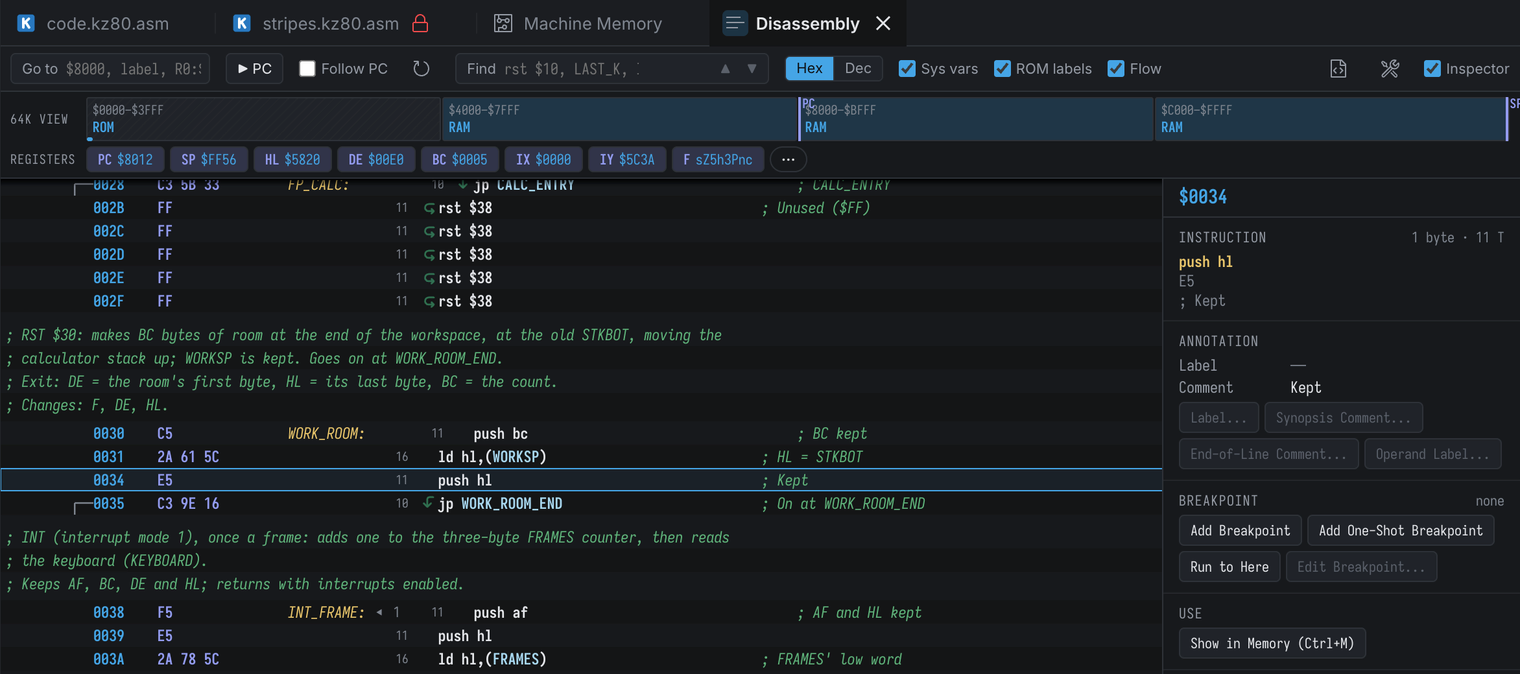 code.kz80.asm stripes.kz80.asm Machine Memory Disassembly
Go to $8000, label, R0:$ PC Follow PC Find rst $10, LAST_K, Hex Dec Sys vars ROM labels Flow Inspector
64K VIEW $0000–$3FFF $4000–$7FFF PC $8000–$BFFF $C000–$FFFF
ROM RAM RAM RAM
REGISTERS PC $8012 SP $FF56 HL $5820 DE $00E0 BC $0005 IX $0000 IY $5C3A F sZ5h3Pnc ...
0028 C3 5B 33 FP_CALC: 10 jp CALC_ENTRY ; CALC_ENTRY
002B FF 11 rst $38 ; Unused ($FF)
002C FF 11 rst $38
002D FF 11 rst $38
002E FF 11 rst $38
002F FF 11 rst $38
; RST $30: makes BC bytes of room at the end of the workspace, at the old STKBOT, moving the
; calculator stack up; WORKSP is kept. Goes on at WORK_ROOM_END.
; Exit: DE = the room's first byte, HL = its last byte, BC = the count.
; Changes: F, DE, HL.
0030 C5 WORK_ROOM: 11 push bc ; BC kept
0031 2A 61 5C 16 ld hl,(WORKSP) ; HL = STKBOT
0034 E5 11 push hl ; Kept
0035 C3 9E 16 10 jp WORK_ROOM_END ; On at WORK_ROOM_END
; INT (interrupt mode 1), once a frame: adds one to the three-byte FRAMES counter, then reads
; the keyboard (KEYBOARD).
; Keeps AF, BC, DE and HL; returns with interrupts enabled.
0038 F5 INT_FRAME: ◂ 1 11 push af ; AF and HL kept
0039 E5 11 push hl
003A 2A 78 5C 16 ld hl,(FRAMES) ; FRAMES' low word
$0034
INSTRUCTION 1 byte · 11 T
push hl
E5
; Kept
ANNOTATION
Label —
Comment Kept
Label... Synopsis Comment...
End-of-Line Comment... Operand Label...
BREAKPOINT none
Add Breakpoint Add One-Shot Breakpoint
Run to Here Edit Breakpoint...
USE
Show in Memory (Ctrl+M)